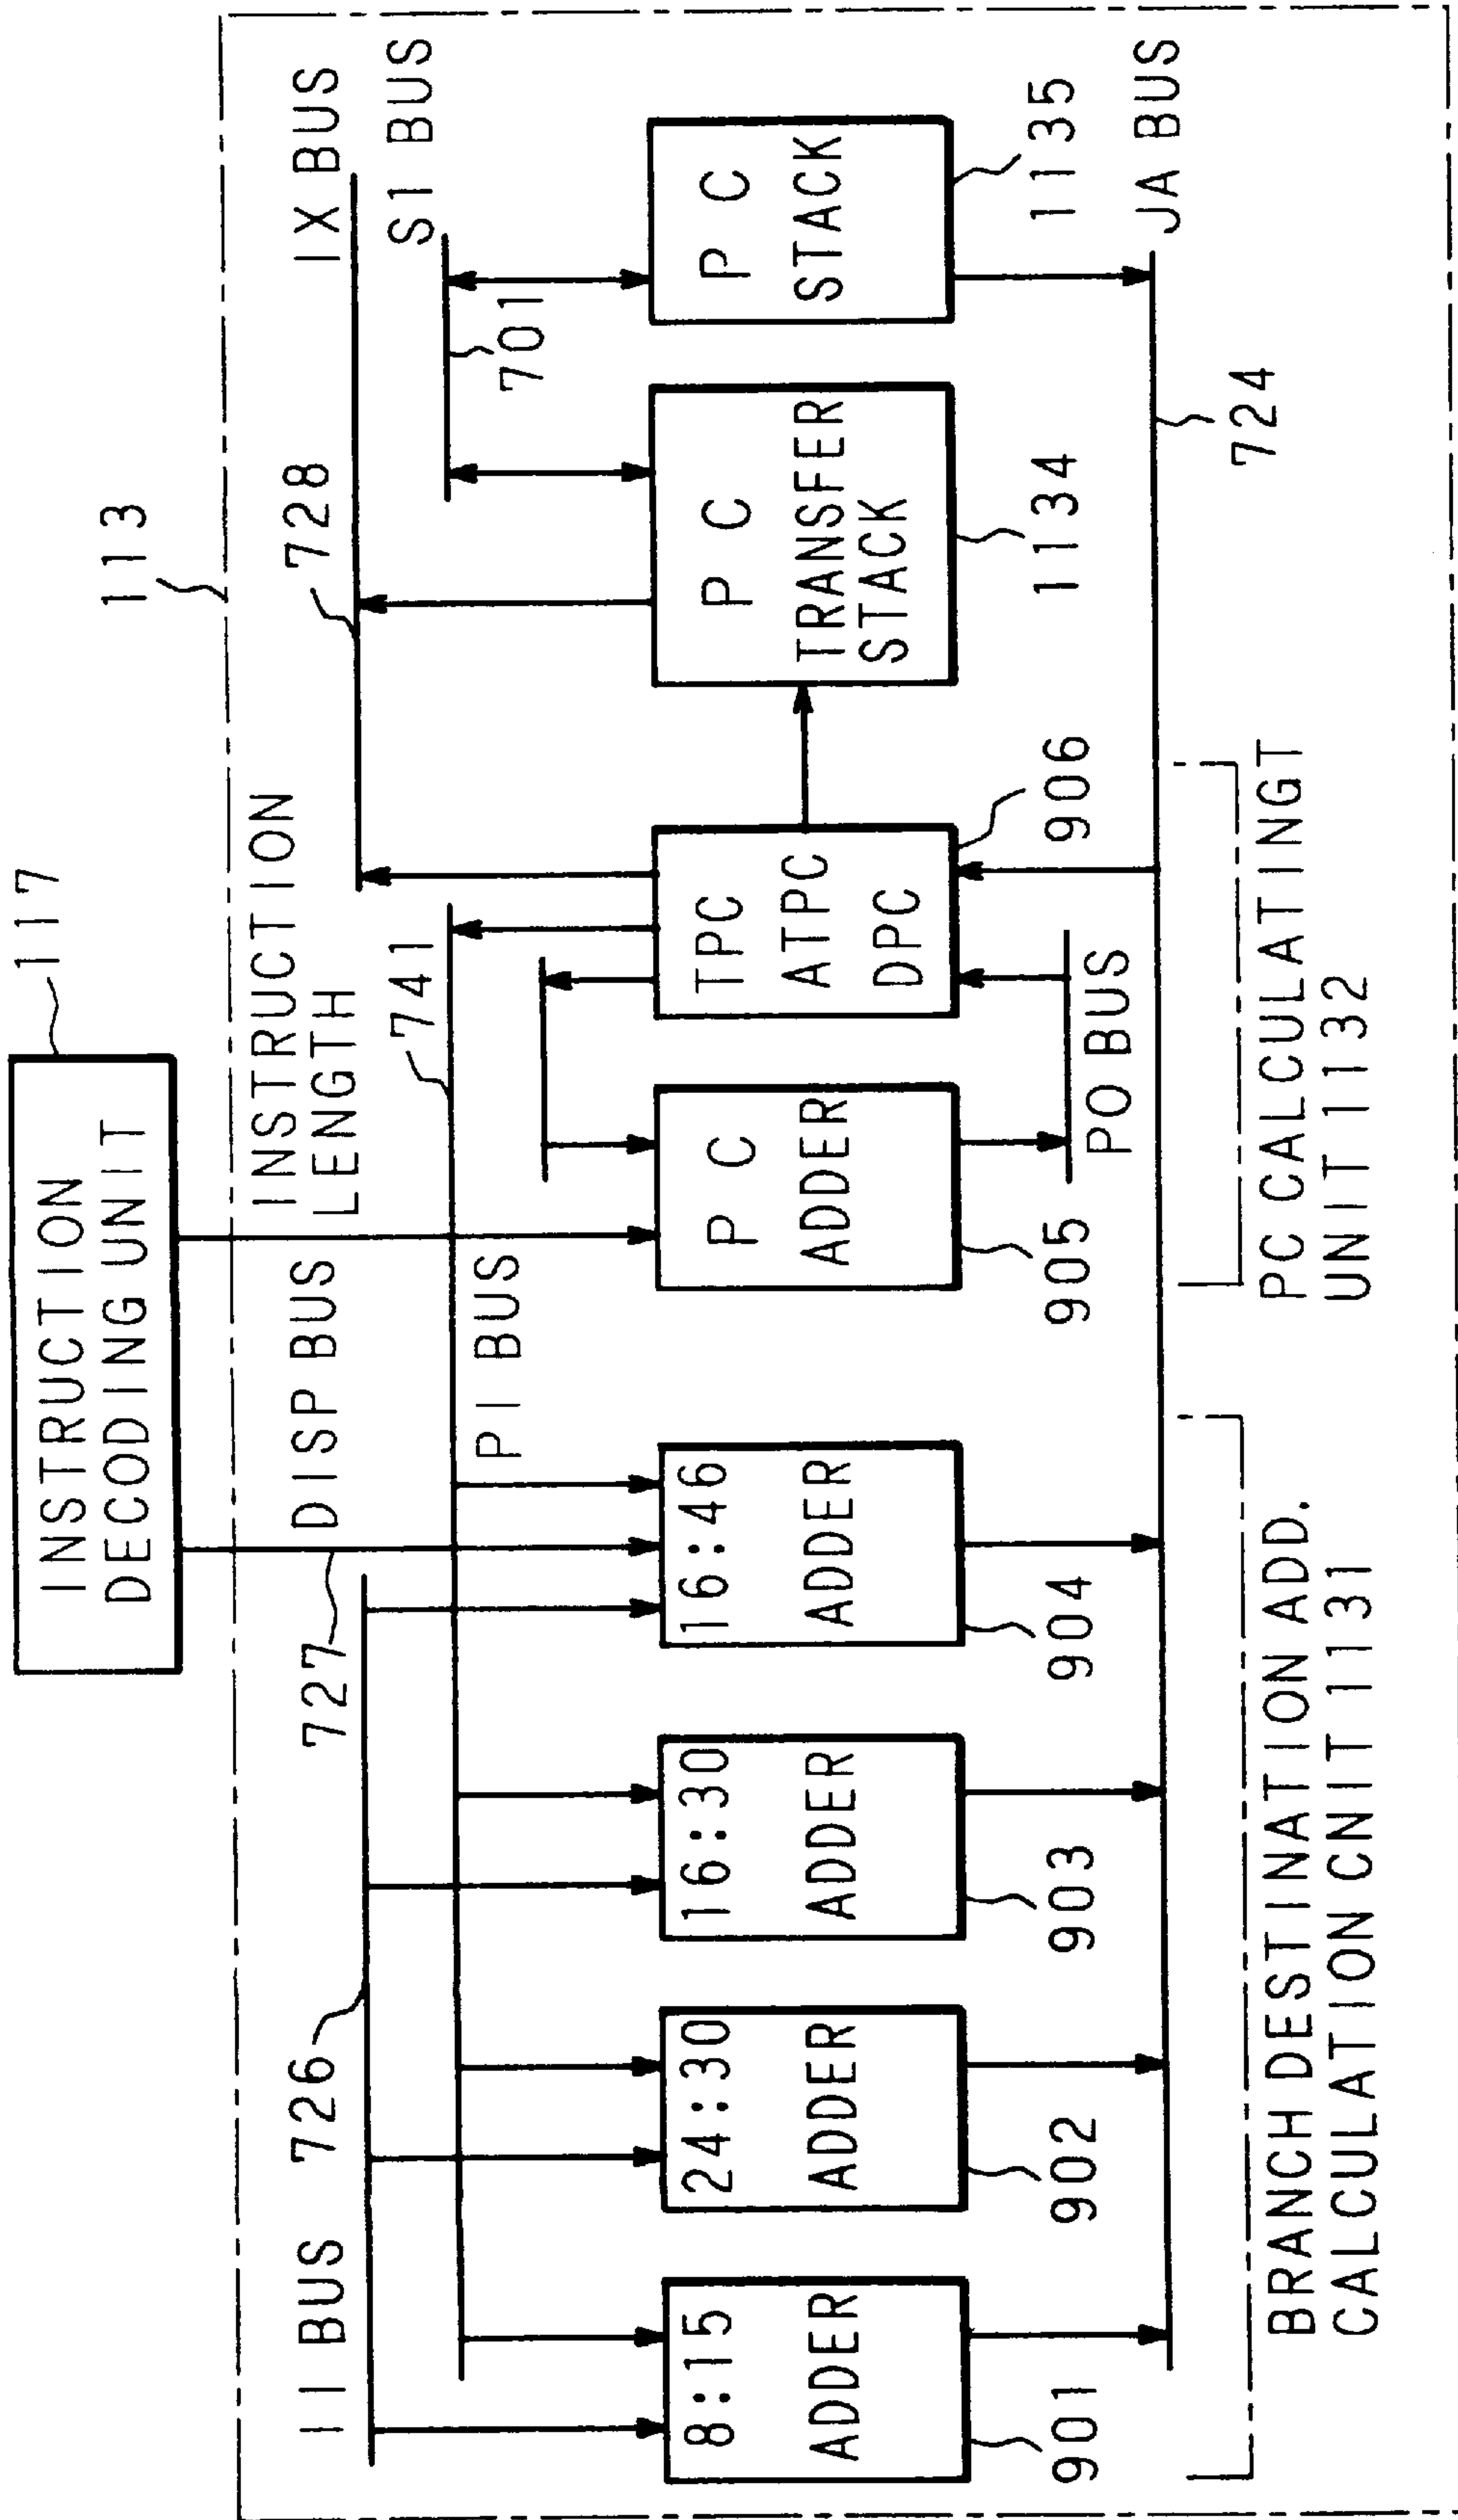 INSTRUCTION
DECODING UNIT
117
113
INSTRUCTION
LENGTH
II BUS
726
727
DISP BUS
PI BUS
741
728
IX BUS
S1 BUS
701
8:15
ADDER
901
24:30
ADDER
902
16:30
ADDER
903
16:46
ADDER
904
P C
ADDER
905
TPC
ATPC
DPC
906
PO BUS
P C
TRANSFER
STACK
1134
P C
STACK
1135
JA BUS
724
BRANCH DESTINATION ADD.
CALCULATION CNIT 1131
PC CALCULATINGT
UNIT 1132